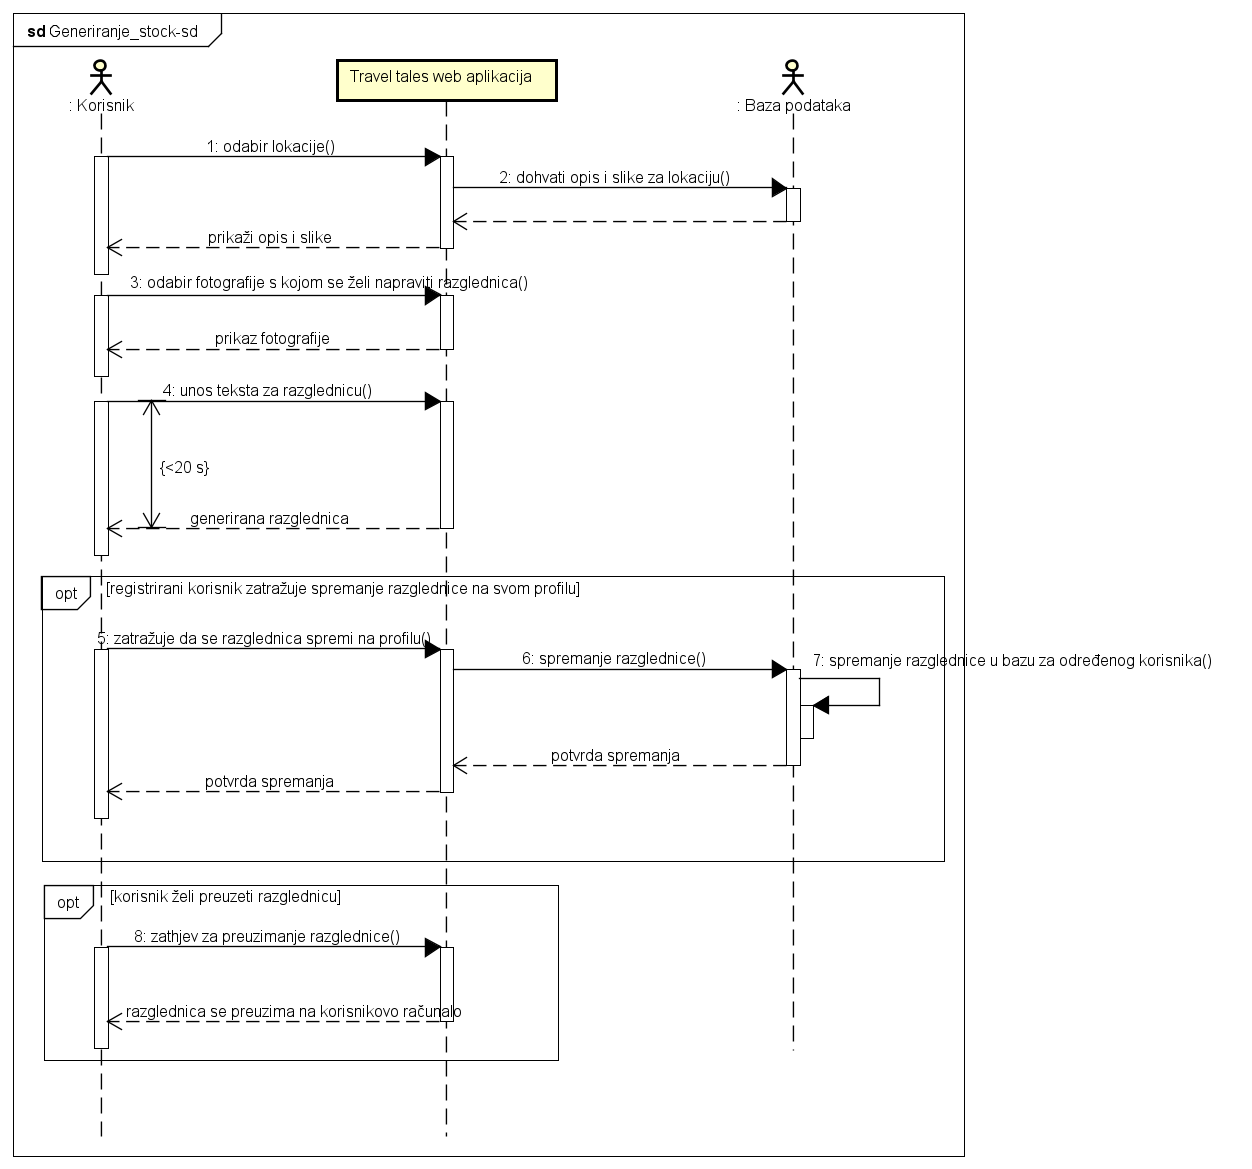 sd Generiranje_stock-sd
: Korisnik
Travel tales web aplikacija
: Baza podataka
1: odabir lokacije()
2: dohvati opis i slike za lokaciju()
prikaži opis i slike
3: odabir fotografije s kojom se želi napraviti razglednica()
prikaz fotografije
4: unos teksta za razglednicu()
{<20 s}
generirana razglednica
opt
[registrirani korisnik zatražuje spremanje razglednice na svom profilu]
5: zatražuje da se razglednica spremi na profilu()
6: spremanje razglednice()
7: spremanje razglednice u bazu za određenog korisnika()
potvrda spremanja
potvrda spremanja
opt
[korisnik želi preuzeti razglednicu]
8: zathjev za preuzimanje razglednice()
razglednica se preuzima na korisnikovo računalo